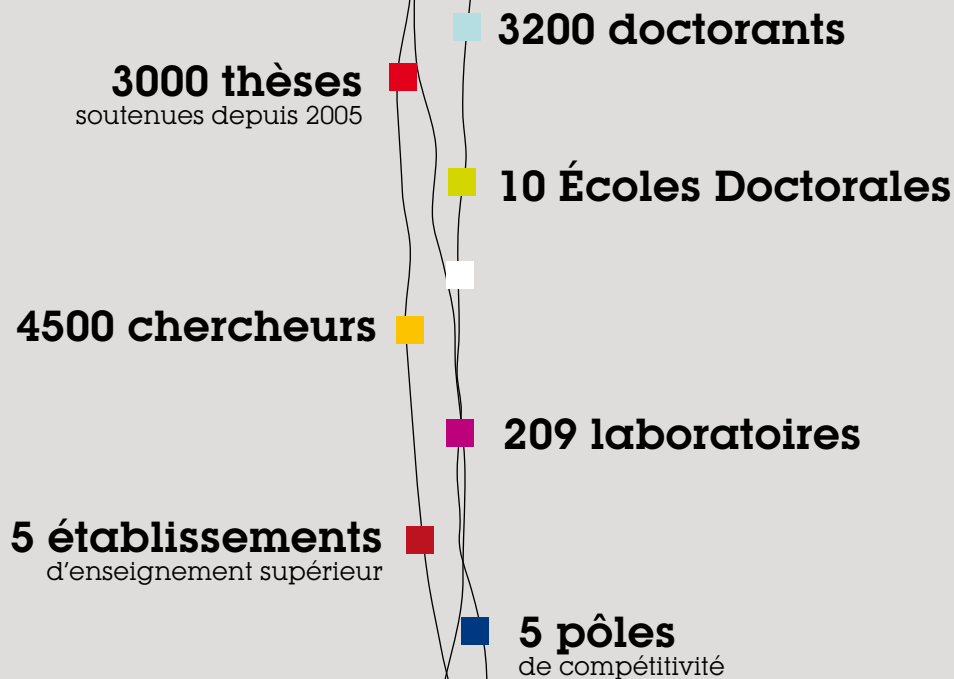 3200 doctorants
3000 thèses
soutenues depuis 2005
10 Écoles Doctorales
4500 chercheurs
209 laboratoires
5 établissements
d'enseignement supérieur
5 pôles
de compétitivité